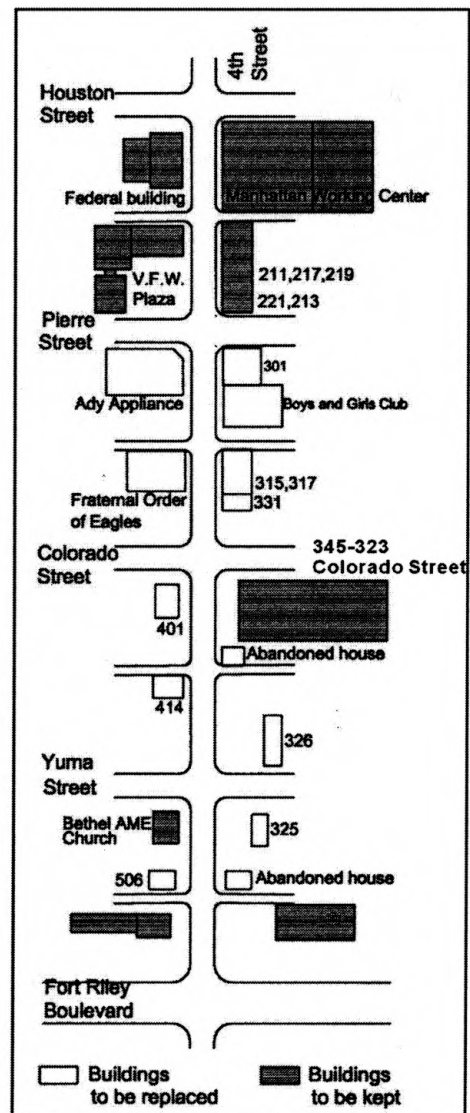 4th
Street
Houston
Street
Federal building
Manhattan Working Center
V.F.W.
Plaza
211,217,219
221,213
Pierre
Street
301
Ady Appliance
Boys and Girls Club
315,317
331
Fraternal Order
of Eagles
Colorado
Street
345-323
Colorado Street
401
Abandoned house
414
326
Yuma
Street
Bethel AME
Church
325
506
Abandoned house
Fort Riley
Boulevard
Buildings
to be replaced
Buildings
to be kept